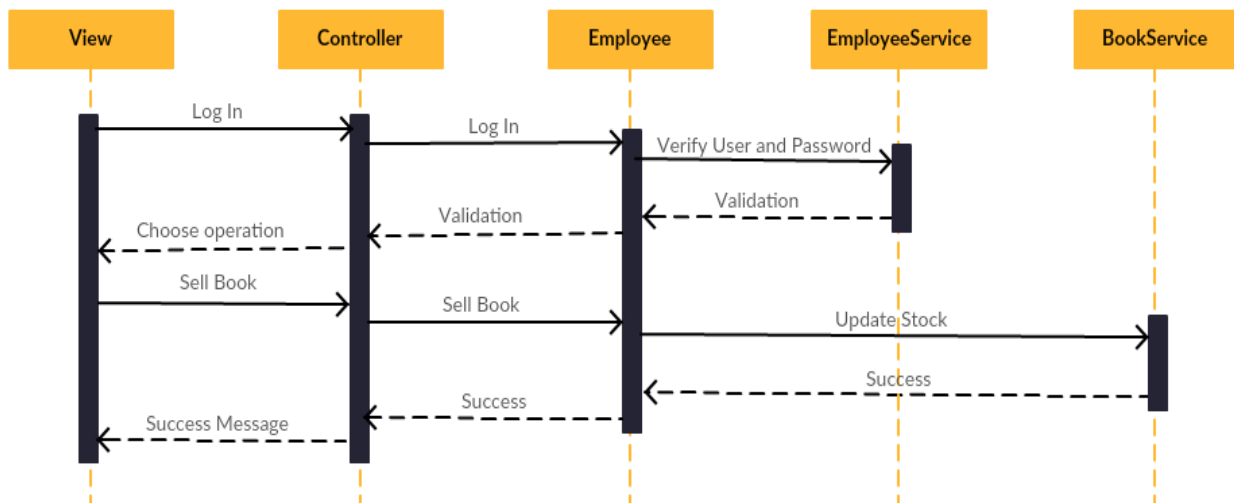 View
Controller
Employee
EmployeeService
BookService
Log In
Log In
Verify User and Password
Validation
Validation
Choose operation
Sell Book
Sell Book
Update Stock
Success
Success
Success Message